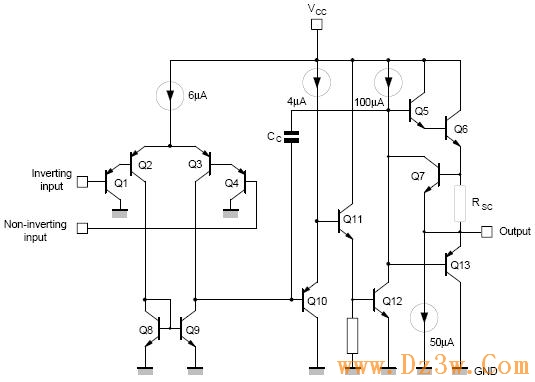 VCC
6µA
4µA
100µA
Q5
Q6
CC
Q2
Q3
Q7
Inverting
input
Q1
Q4
RSC
Q11
Non-inverting
input
Output
Q13
Q10
Q12
Q8
Q9
50µA
GND
www.Dz3w.Com